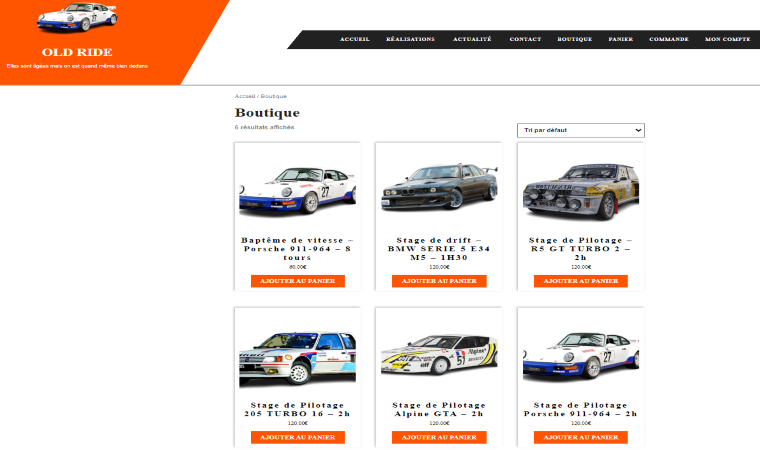 OLD RIDE
Elles sont âgées mais on est quand même bien dedans
ACCUEIL RÉALISATIONS ACTUALITÉ CONTACT BOUTIQUE PANIER COMMANDE MON COMPTE
Accueil / Boutique
Boutique
6 résultats affichés
Tri par défaut
27
Baptême de vitesse –
Porsche 911-964 – 8
tours
80.00€
AJOUTER AU PANIER
Stage de drift –
BMW SERIE 5 E34
M5 – 1H30
120.00€
AJOUTER AU PANIER
Stage de Pilotage –
R5 GT TURBO 2 –
2h
120.00€
AJOUTER AU PANIER
Stage de Pilotage
205 TURBO 16 – 2h
120.00€
AJOUTER AU PANIER
57
elf
Stage de Pilotage
Alpine GTA – 2h
120.00€
AJOUTER AU PANIER
27
Stage de Pilotage
Porsche 911-964 – 2h
120.00€
AJOUTER AU PANIER